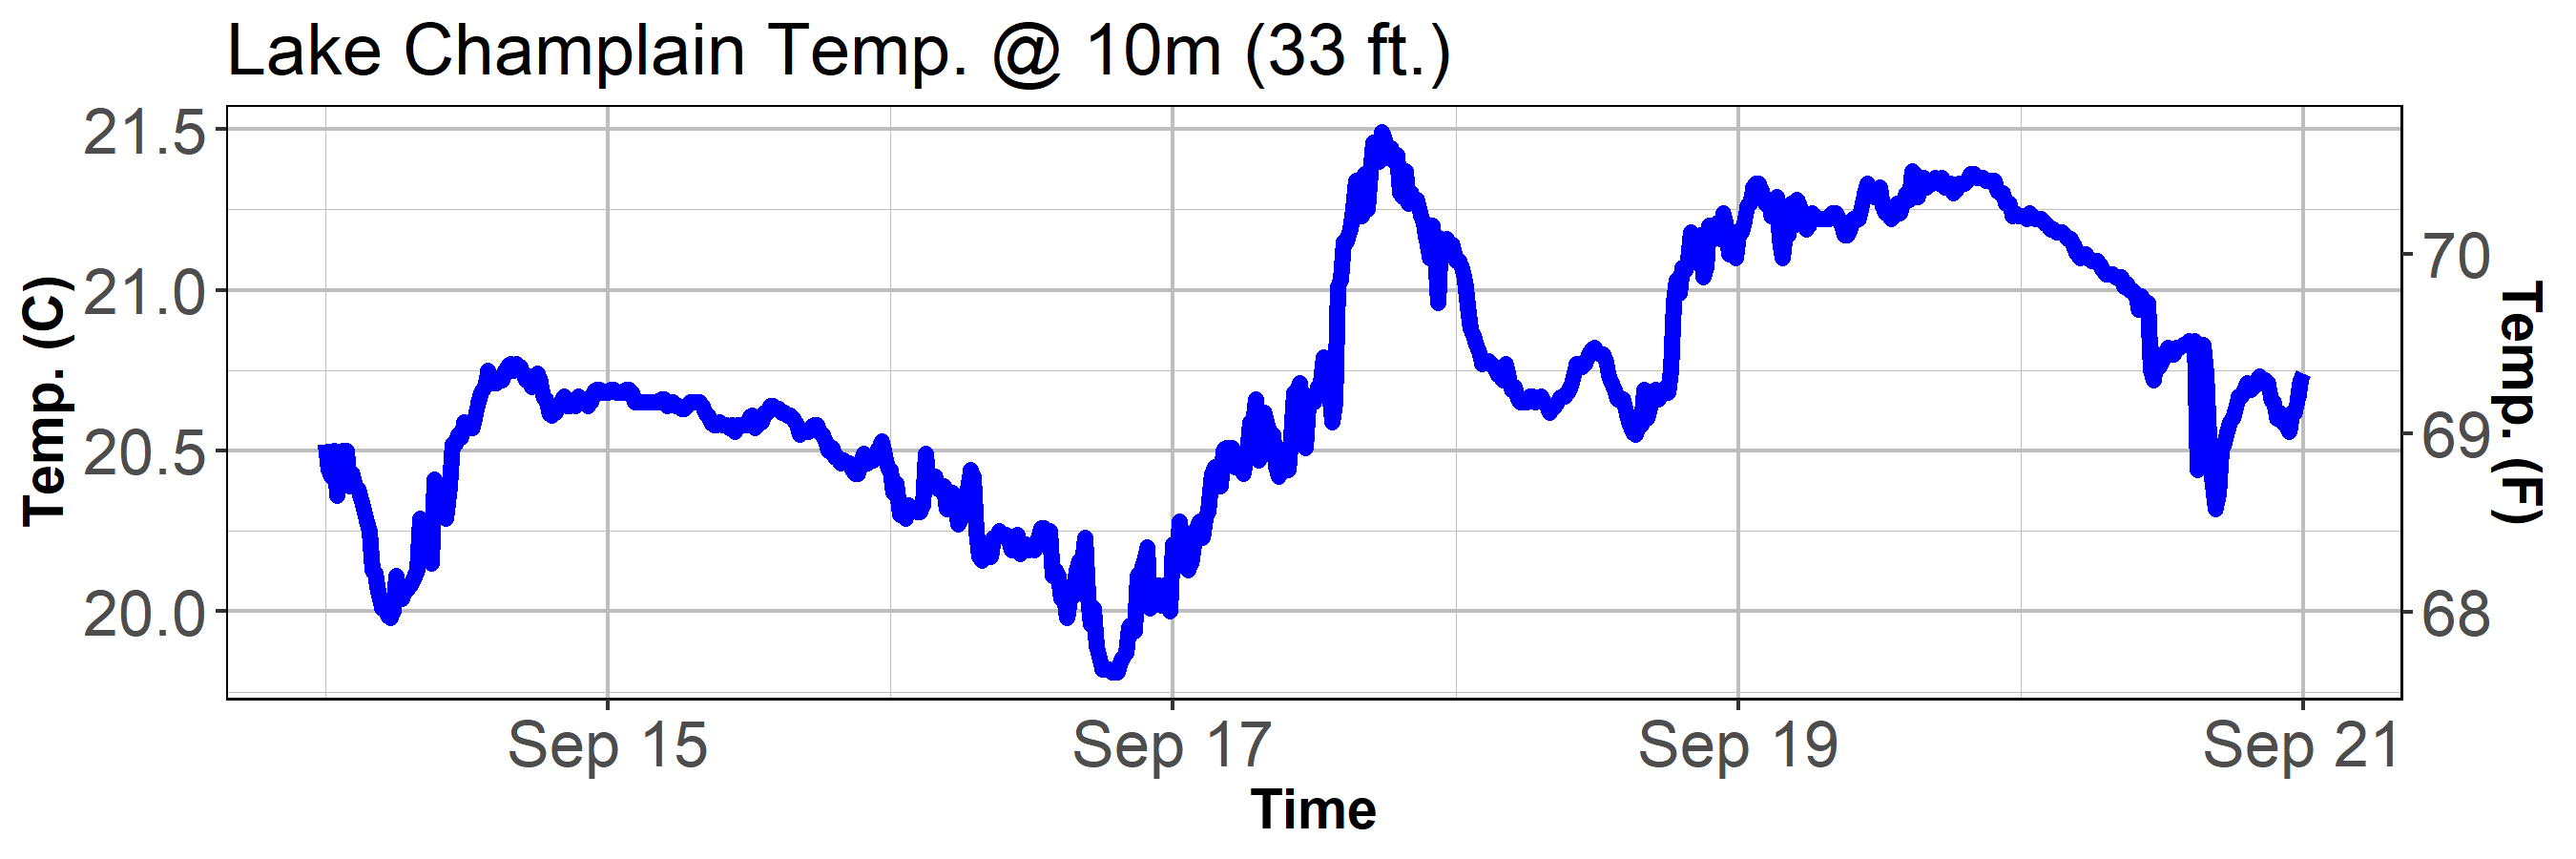 Lake Champlain Temp. @ 10m (33 ft.)
Temp. (C)
21.5
21.0
20.5
20.0
70
69
68
Temp. (F)
Sep 15
Sep 17
Sep 19
Sep 21
Time